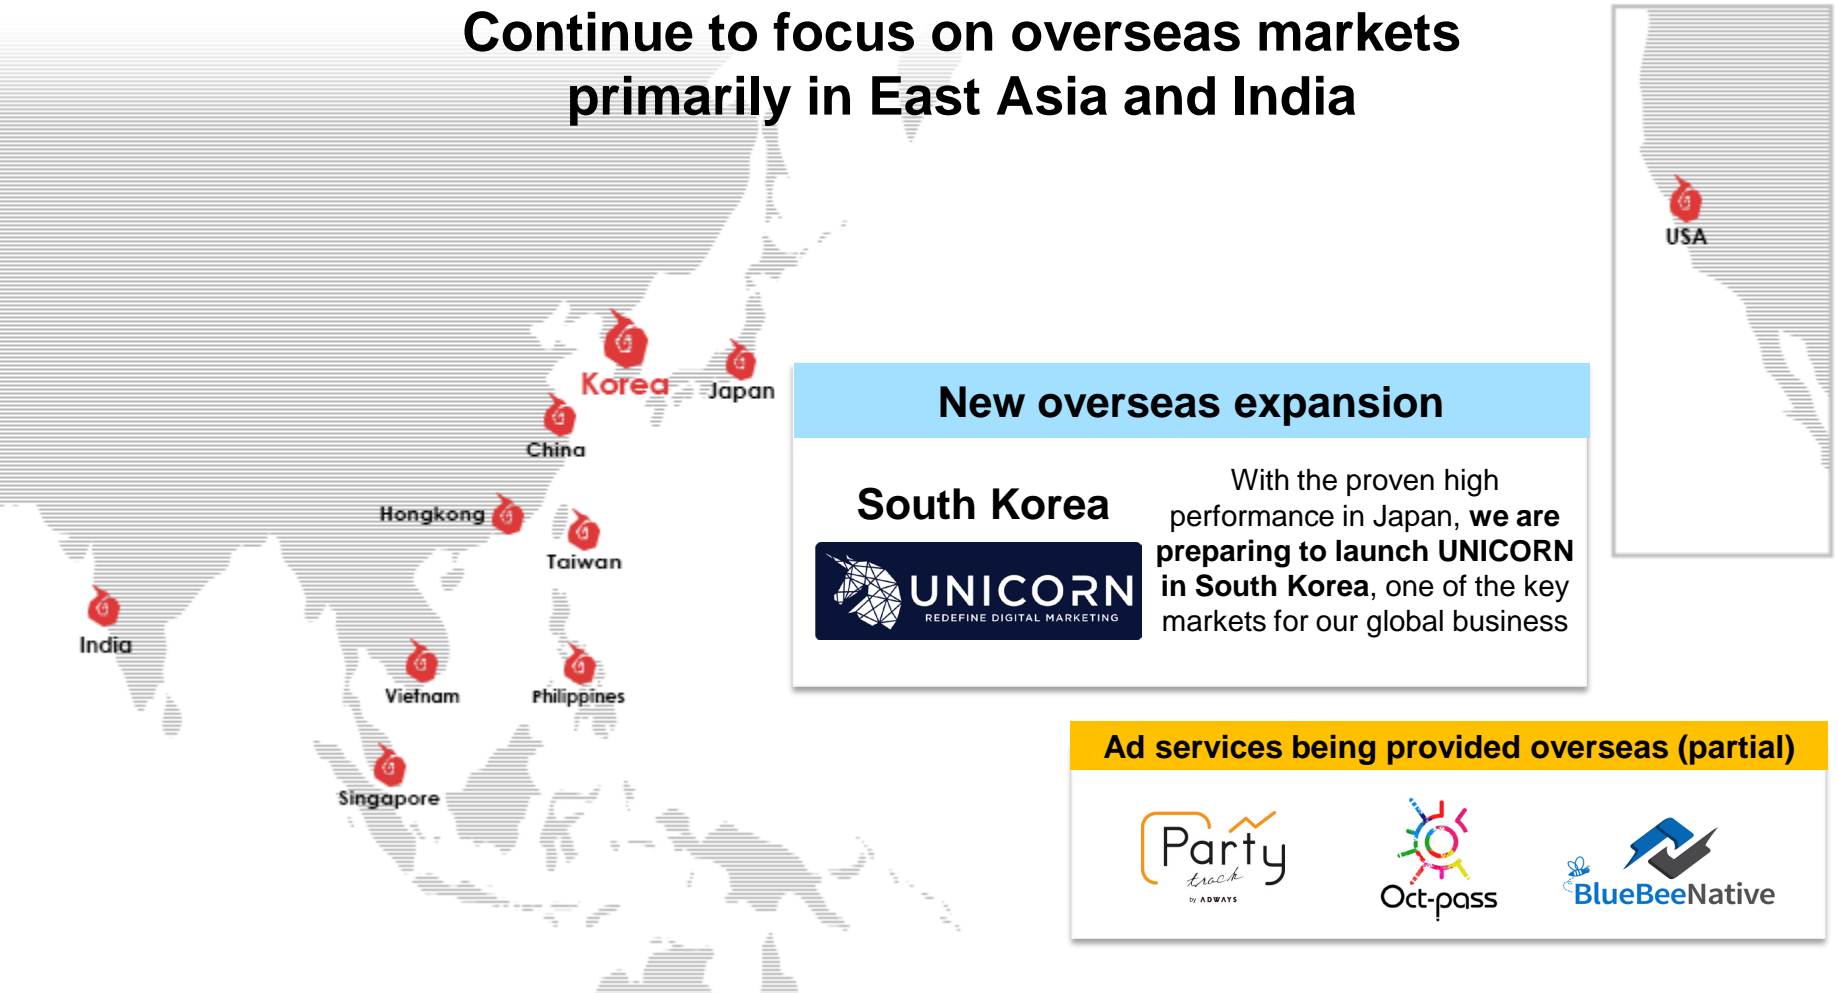 Continue to focus on overseas markets
primarily in East Asia and India
USA
Korea
Japan
China
Hongkong
Taiwan
India
Vietnam
Philippines
Singapore
New overseas expansion
South Korea
UNICORN
REDEFINE DIGITAL MARKETING
With the proven high
performance in Japan, we are
preparing to launch UNICORN
in South Korea, one of the key
markets for our global business
Ad services being provided overseas (partial)
Party
track
by ADWAYS
Oct-pass
BlueBeeNative